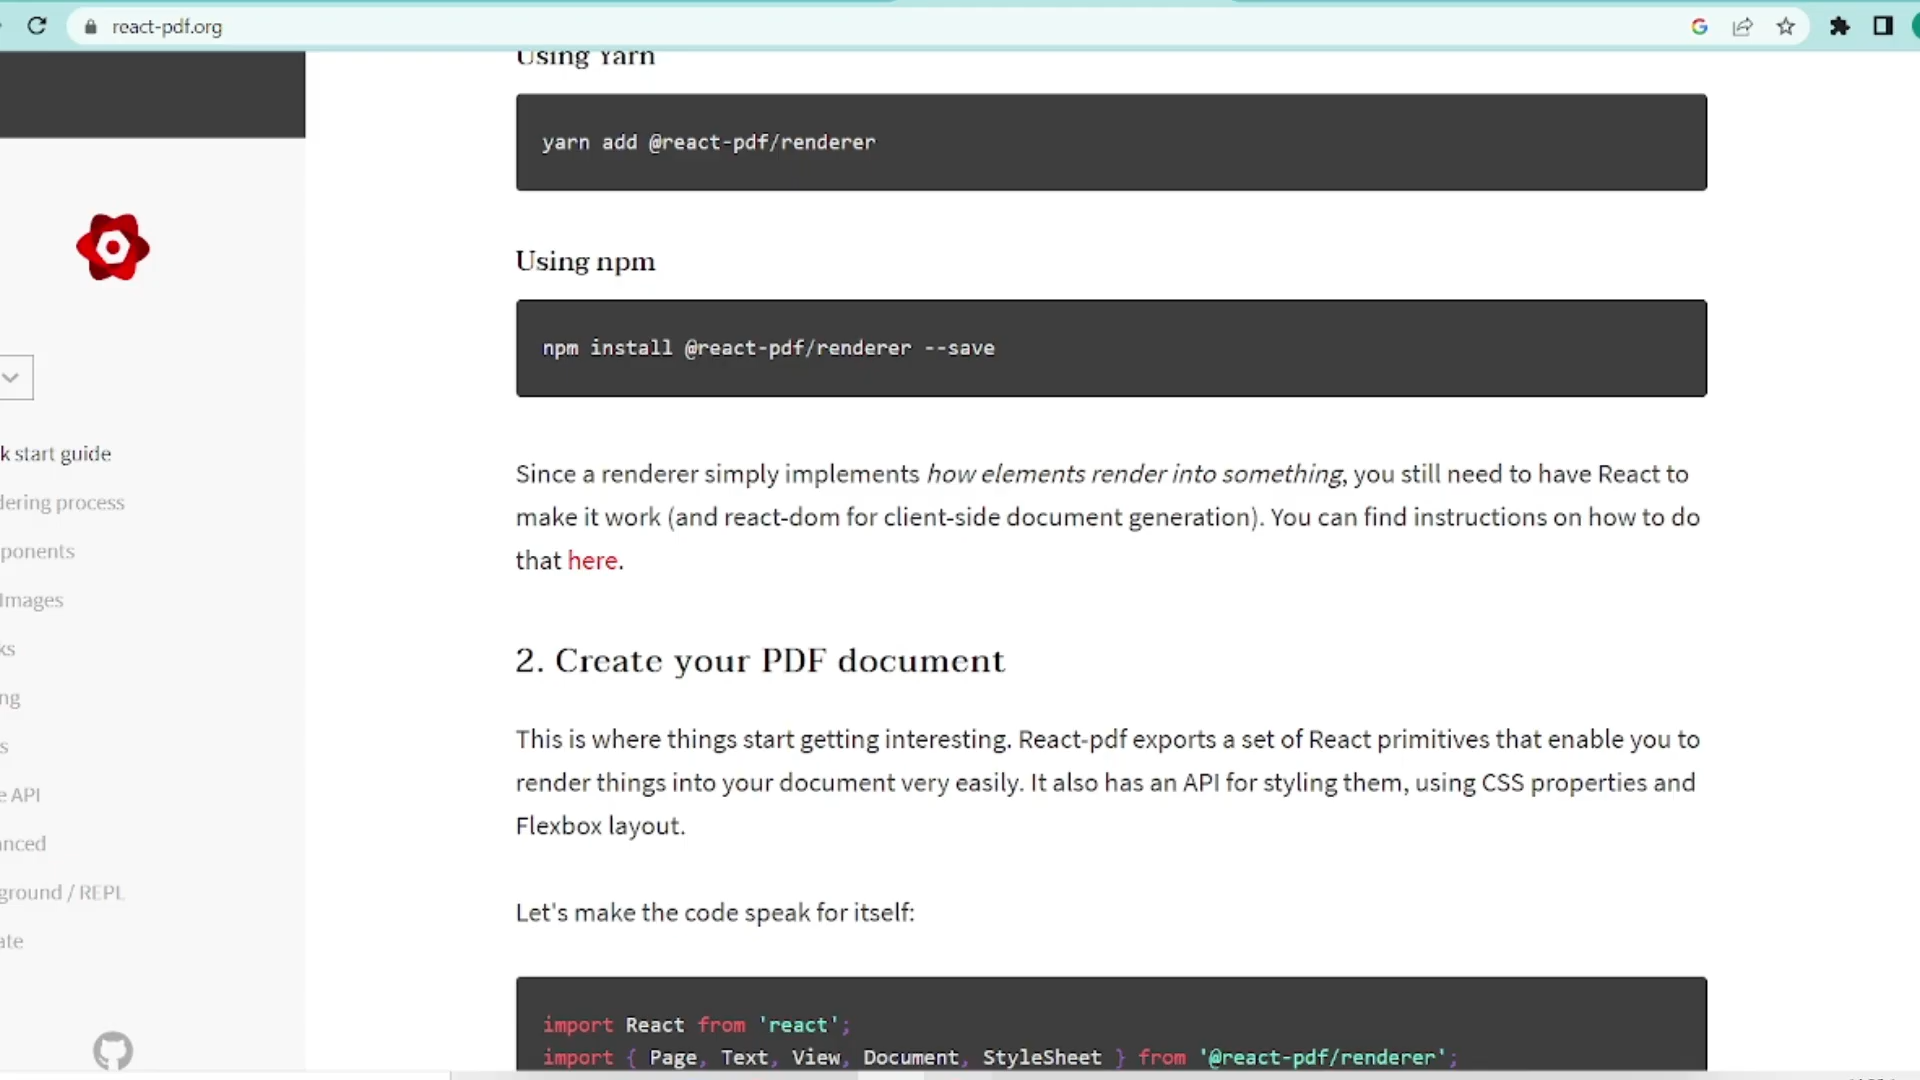 react-pdf.org
Using Yarn
yarn add @react-pdf/renderer
Using npm
npm install @react-pdf/renderer --save
k start guide
dering process
ponents
Images
ks
ng
s
e API
anced
ground / REPL
ate
Since a renderer simply implements how elements render into something, you still need to have React to
make it work (and react-dom for client-side document generation). You can find instructions on how to do
that here.
2. Create your PDF document
This is where things start getting interesting. React-pdf exports a set of React primitives that enable you to
render things into your document very easily. It also has an API for styling them, using CSS properties and
Flexbox layout.
Let's make the code speak for itself:
import React from 'react';
import { Page, Text, View, Document, StyleSheet } from '@react-pdf/renderer';